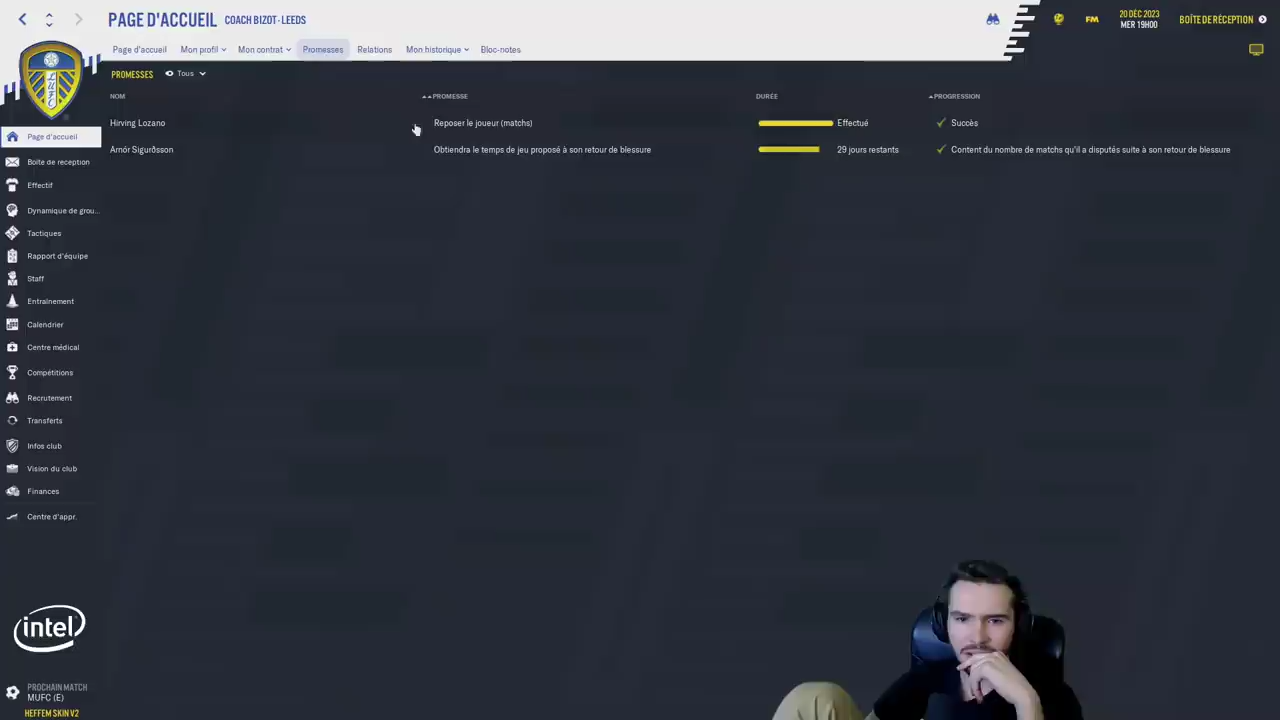 PAGE D'ACCUEIL COACH BIZOT - LEEDS
FM
20 DÉC 2023
MER 19H00
BOÎTE DE RÉCEPTION
Page d'accueil Mon profil Mon contrat Promesses Relations Mon historique Bloc-notes
PROMESSES Tous
NOM PROMESSE DURÉE PROGRESSION
Hirving Lozano Reposer le joueur (matchs) Effectué Succès
Arnór Sigurðsson Obtiendra le temps de jeu proposé à son retour de blessure 29 jours restants Content du nombre de matchs qu'il a disputés suite à son retour de blessure
Page d'accueil
Boîte de réception
Effectif
Dynamique de grou...
Tactiques
Rapport d'équipe
Staff
Entraînement
Calendrier
Centre médical
Compétitions
Recrutement
Transferts
Infos club
Vision du club
Finances
Centre d'appr.
intel
PROCHAIN MATCH
MUFC (E)
HEFFEM SKIN V2